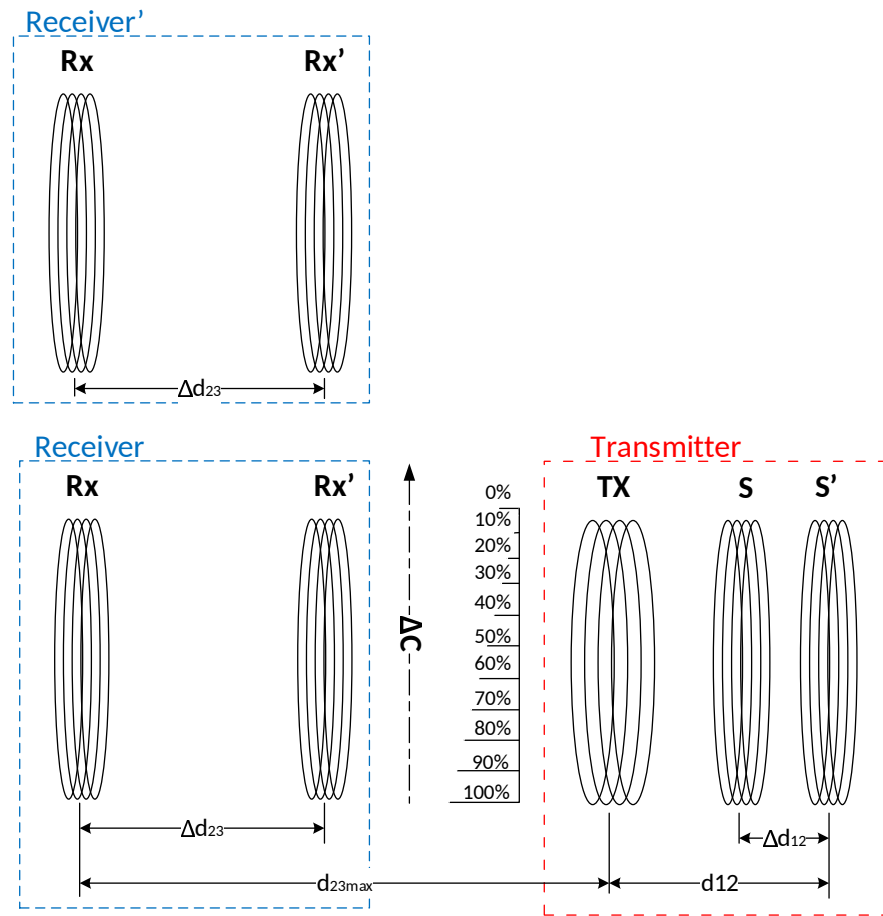 Receiver’
Rx Rx’
Δd23
Receiver
Transmitter
Rx Rx’
TX S S’
0%
10%
20%
30%
40%
50%
60%
70%
80%
90%
100%
ΔC
Δd23
Δd12
d23max
d12